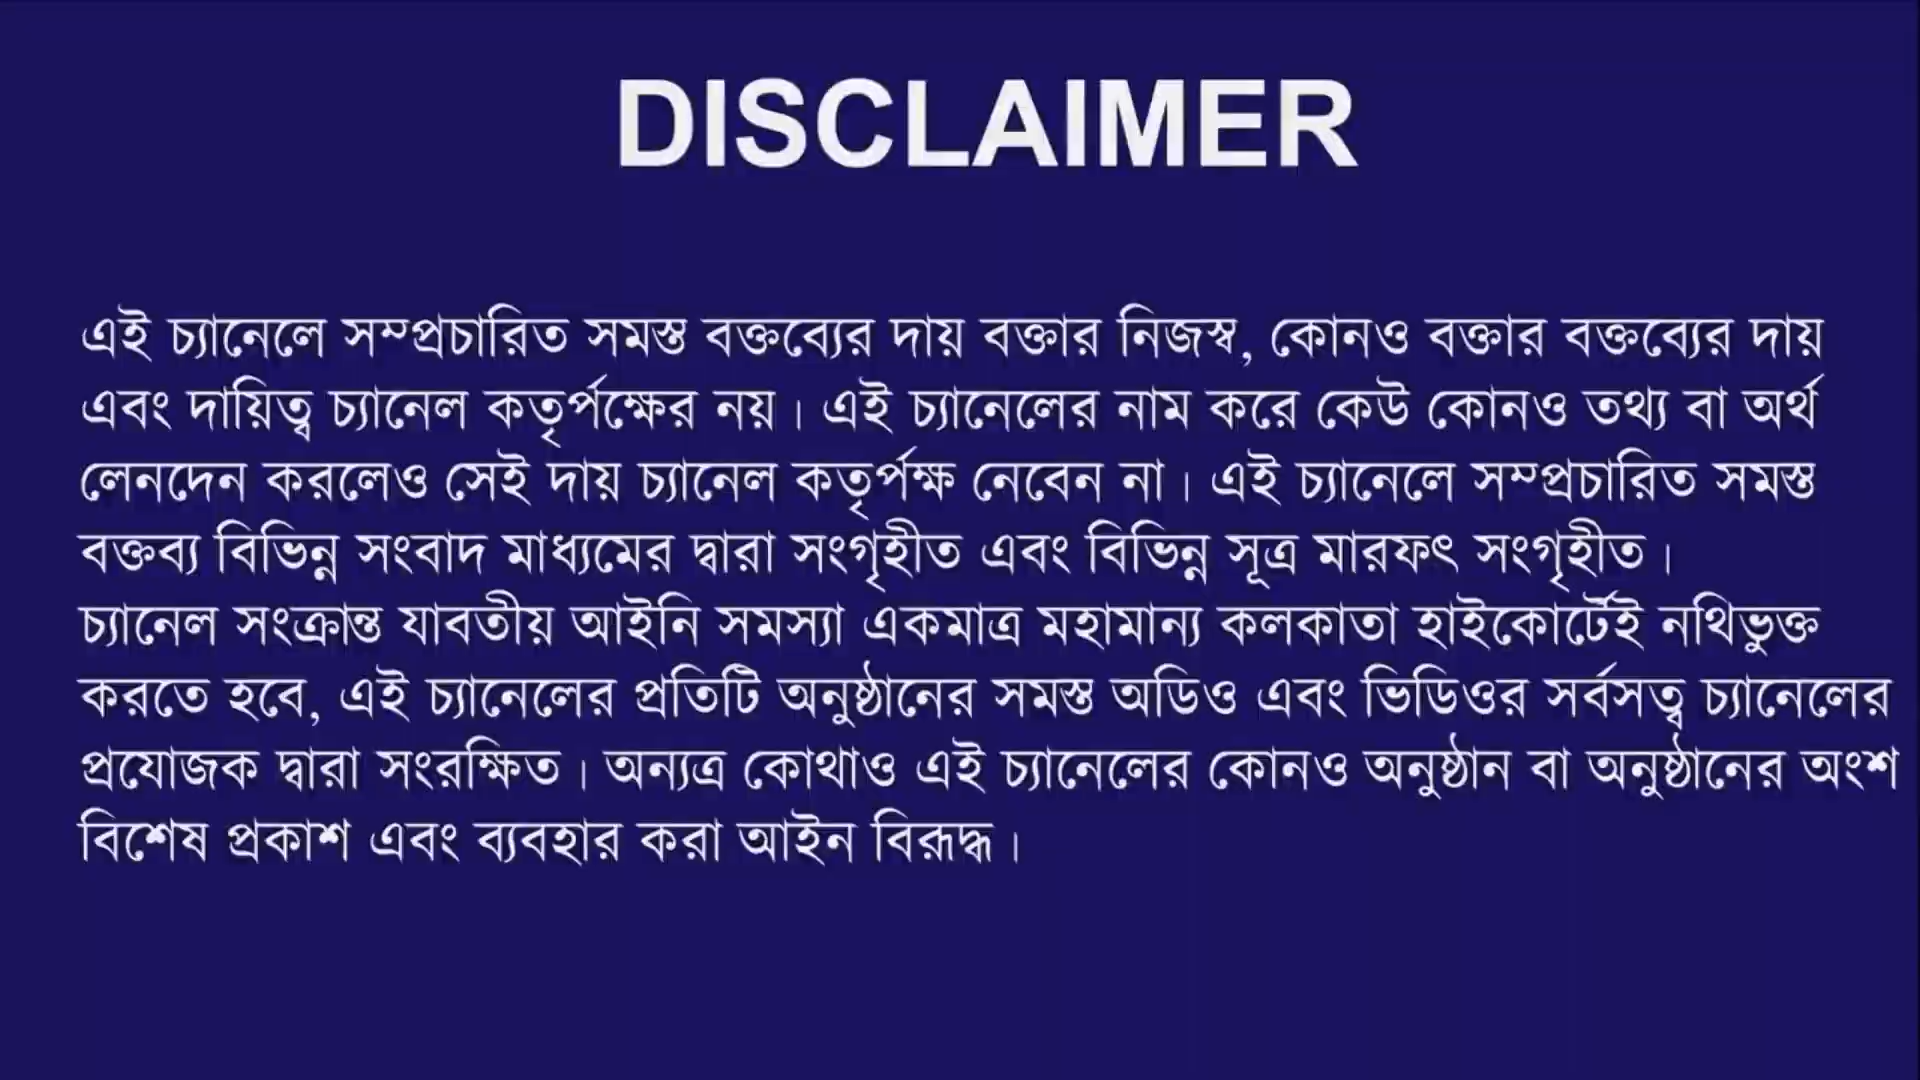 DISCLAIMER
এই চ্যানেলে সম্প্রচারিত সমস্ত বক্তব্যের দায় বক্তার নিজস্ব, কোনও বক্তার বক্তব্যের দায়
এবং দায়িত্ব চ্যানেল কতৃর্পক্ষের নয়। এই চ্যানেলের নাম করে কেউ কোনও তথ্য বা অর্থ
লেনদেন করলেও সেই দায় চ্যানেল কতৃর্পক্ষ নেবেন না। এই চ্যানেলে সম্প্রচারিত সমস্ত
বক্তব্য বিভিন্ন সংবাদ মাধ্যমের দ্বারা সংগৃহীত এবং বিভিন্ন সূত্র মারফৎ সংগৃহীত।
চ্যানেল সংক্রান্ত যাবতীয় আইনি সমস্যা একমাত্র মহামান্য কলকাতা হাইকোর্টেই নথিভুক্ত
করতে হবে, এই চ্যানেলের প্রতিটি অনুষ্ঠানের সমস্ত অডিও এবং ভিডিওর সর্বসত্ব চ্যানেলের
প্রযোজক দ্বারা সংরক্ষিত। অন্যত্র কোথাও এই চ্যানেলের কোনও অনুষ্ঠান বা অনুষ্ঠানের অংশ
বিশেষ প্রকাশ এবং ব্যবহার করা আইন বিরূদ্ধ।